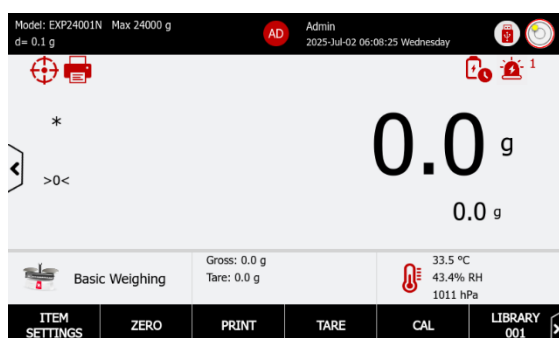 Model: EXP24001N Max 24000 g
d= 0.1 g
AD
Admin
2025-Jul-02 06:08:25 Wednesday
1
*
0.0 g
>0<
0.0 g
Basic Weighing
Gross: 0.0 g
Tare: 0.0 g
33.5 °C
43.4% RH
1011 hPa
ITEM
SETTINGS
ZERO
PRINT
TARE
CAL
LIBRARY
001